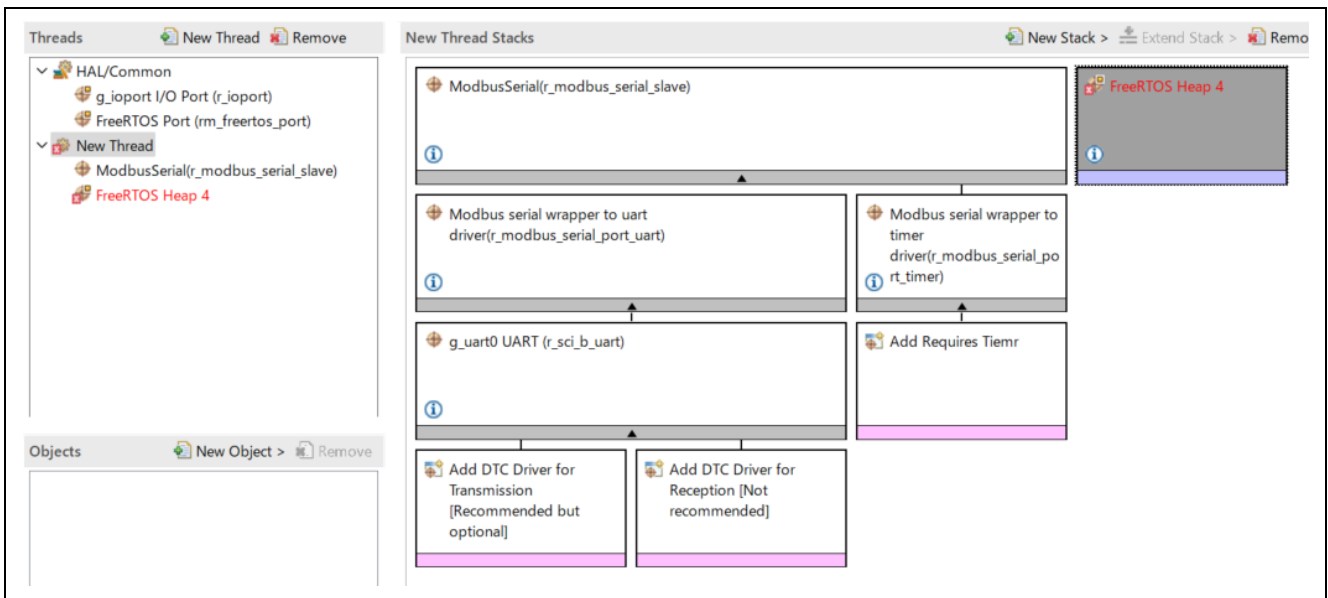 Threads
New Thread
Remove
HAL/Common
g_ioport I/O Port (r_ioport)
FreeRTOS Port (rm_freertos_port)
New Thread
ModbusSerial(r_modbus_serial_slave)
FreeRTOS Heap 4
Objects
New Object >
Remove
New Thread Stacks
New Stack >
Extend Stack >
Remo
ModbusSerial(r_modbus_serial_slave)
FreeRTOS Heap 4
Modbus serial wrapper to uart
driver(r_modbus_serial_port_uart)
Modbus serial wrapper to
timer
driver(r_modbus_serial_po
rt_timer)
g_uart0 UART (r_sci_b_uart)
Add Requires Tiemr
Add DTC Driver for
Transmission
[Recommended but
optional]
Add DTC Driver for
Reception [Not
recommended]